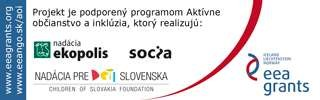 www.eeagrants.org
www.eeango.sk/aol
Projekt je podporený programom Aktívne
občianstvo a inklúzia, ktorý realizujú:
nadácia
ekopolis
socia
NADÁCIA PRE DETI SLOVENSKA
CHILDREN OF SLOVAKIA FOUNDATION
ICELAND
LIECHTENSTEIN
NORWAY
eea
grants